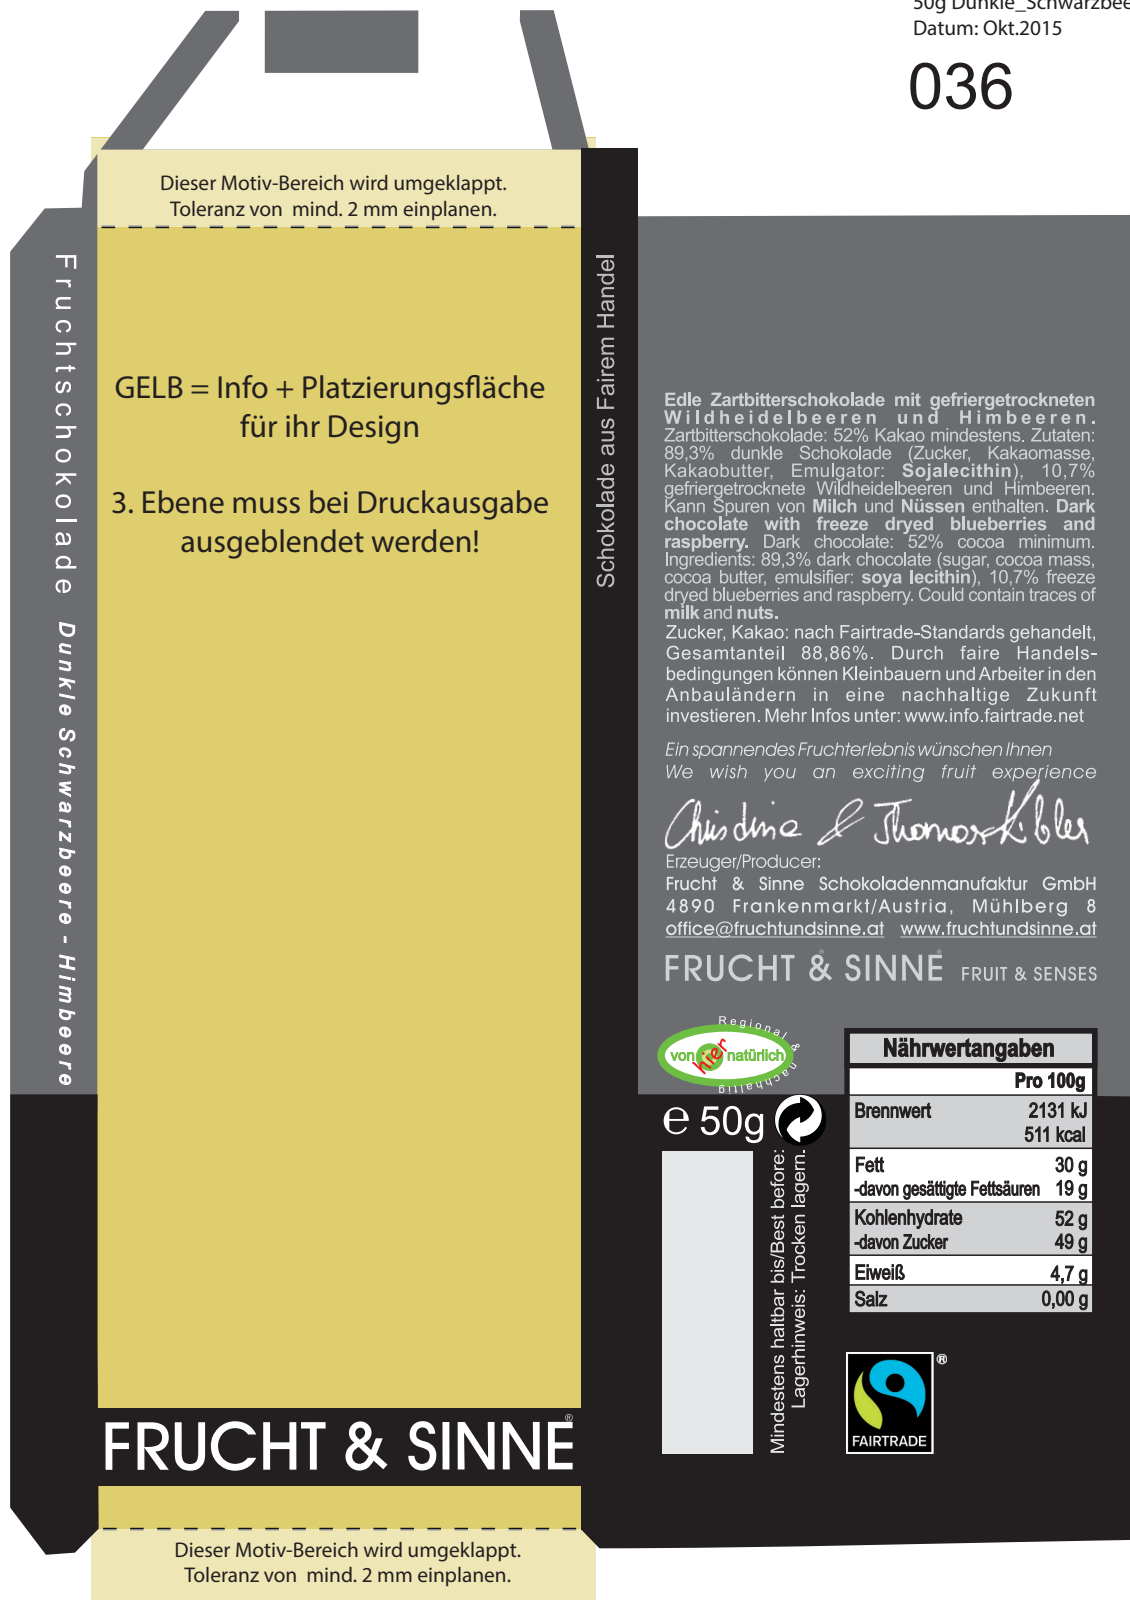 50g Dunkle_Schwarzbee
Datum: Okt.2015
036
Dieser Motiv-Bereich wird umgeklappt.
Toleranz von  mind. 2 mm einplanen.
Fruchtschokolade Dunkle Schwarzbeere - Himbeere
GELB = Info + Platzierungsfläche
für ihr Design
3. Ebene muss bei Druckausgabe
ausgeblendet werden!
FRUCHT & SINNE®
Dieser Motiv-Bereich wird umgeklappt.
Toleranz von  mind. 2 mm einplanen.
Schokolade aus Fairem Handel
Edle Zartbitterschokolade mit gefriergetrockneten
Wildheidelbeeren und Himbeeren.
Zartbitterschokolade: 52% Kakao mindestens. Zutaten:
89,3% dunkle Schokolade (Zucker, Kakaomasse,
Kakaobutter, Emulgator: Sojalecithin), 10,7%
gefriergetrocknete Wildheidelbeeren und Himbeeren.
Kann Spuren von Milch und Nüssen enthalten. Dark
chocolate with freeze dryed blueberries and
raspberry. Dark chocolate: 52% cocoa minimum.
Ingredients: 89,3% dark chocolate (sugar, cocoa mass,
cocoa butter, emulsifier: soya lecithin), 10,7% freeze
dryed blueberries and raspberry. Could contain traces of
milk and nuts.
Zucker, Kakao: nach Fairtrade-Standards gehandelt,
Gesamtanteil 88,86%. Durch faire Handels-
bedingungen können Kleinbauern und Arbeiter in den
Anbauländern in eine nachhaltige Zukunft
investieren. Mehr Infos unter: www.info.fairtrade.net
Ein spannendes Fruchterlebnis wünschen Ihnen
We wish you an exciting fruit experience
Christina & Thomas Kibler
Erzeuger/Producer:
Frucht & Sinne Schokoladenmanufaktur GmbH
4890 Frankenmarkt/Austria, Mühlberg 8
office@fruchtundsinne.at www.fruchtundsinne.at
FRUCHT & SINNE® FRUIT & SENSES
Regional & nachhaltig
von hier natürlich
e 50g
Mindestens haltbar bis/Best before:
Lagerhinweis: Trocken lagern.
Nährwertangaben
Pro 100g
Brennwert 2131 kJ
511 kcal
Fett 30 g
-davon gesättigte Fettsäuren 19 g
Kohlenhydrate 52 g
-davon Zucker 49 g
Eiweiß 4,7 g
Salz 0,00 g
®
FAIRTRADE